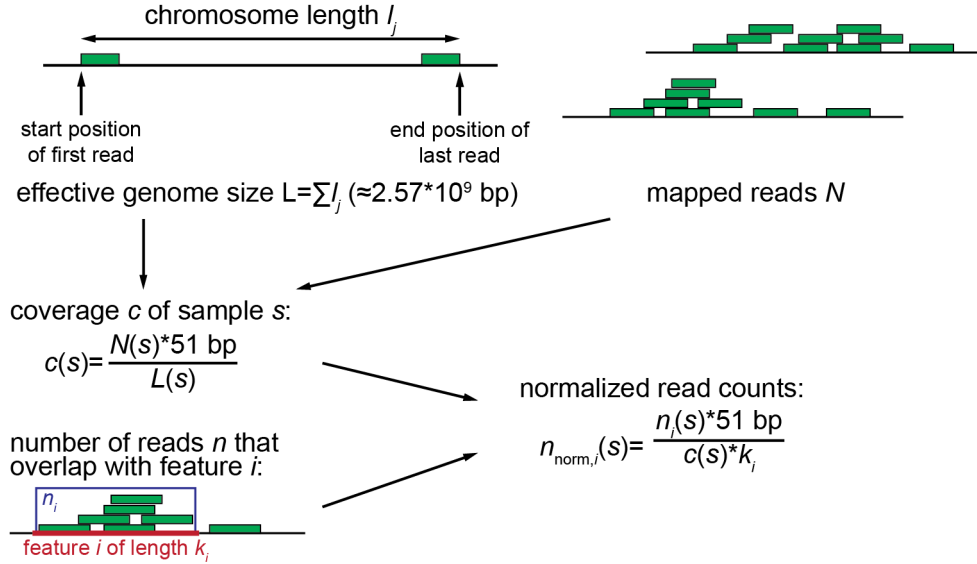 chromosome length lj
start position
of first read
end position of
last read
effective genome size L=∑lj (≈2.57*10⁹ bp)
mapped reads N
coverage c of sample s:
c(s)= N(s)*51 bp
L(s)
normalized read counts:
nnorm,i(s)= ni(s)*51 bp
c(s)*ki
number of reads n that
overlap with feature i:
ni
feature i of length ki